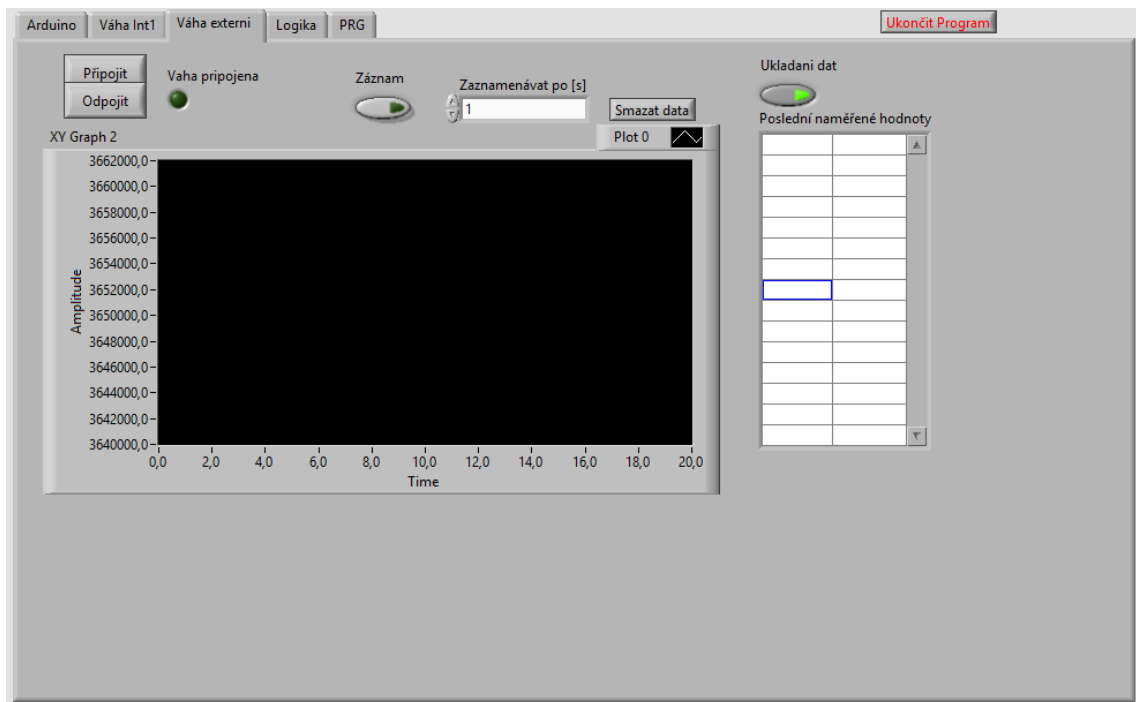 Arduino
Váha Int1
Váha externi
Logika
PRG
Ukončit Program
Připojit
Odpojit
Vaha pripojena
Záznam
Zaznamenávat po [s]
1
Smazat data
Ukladani dat
Poslední naměřené hodnoty
XY Graph 2
Plot 0
Amplitude
3662000,0
3660000,0
3658000,0
3656000,0
3654000,0
3652000,0
3650000,0
3648000,0
3646000,0
3644000,0
3642000,0
3640000,0
0,0 2,0 4,0 6,0 8,0 10,0 12,0 14,0 16,0 18,0 20,0
Time